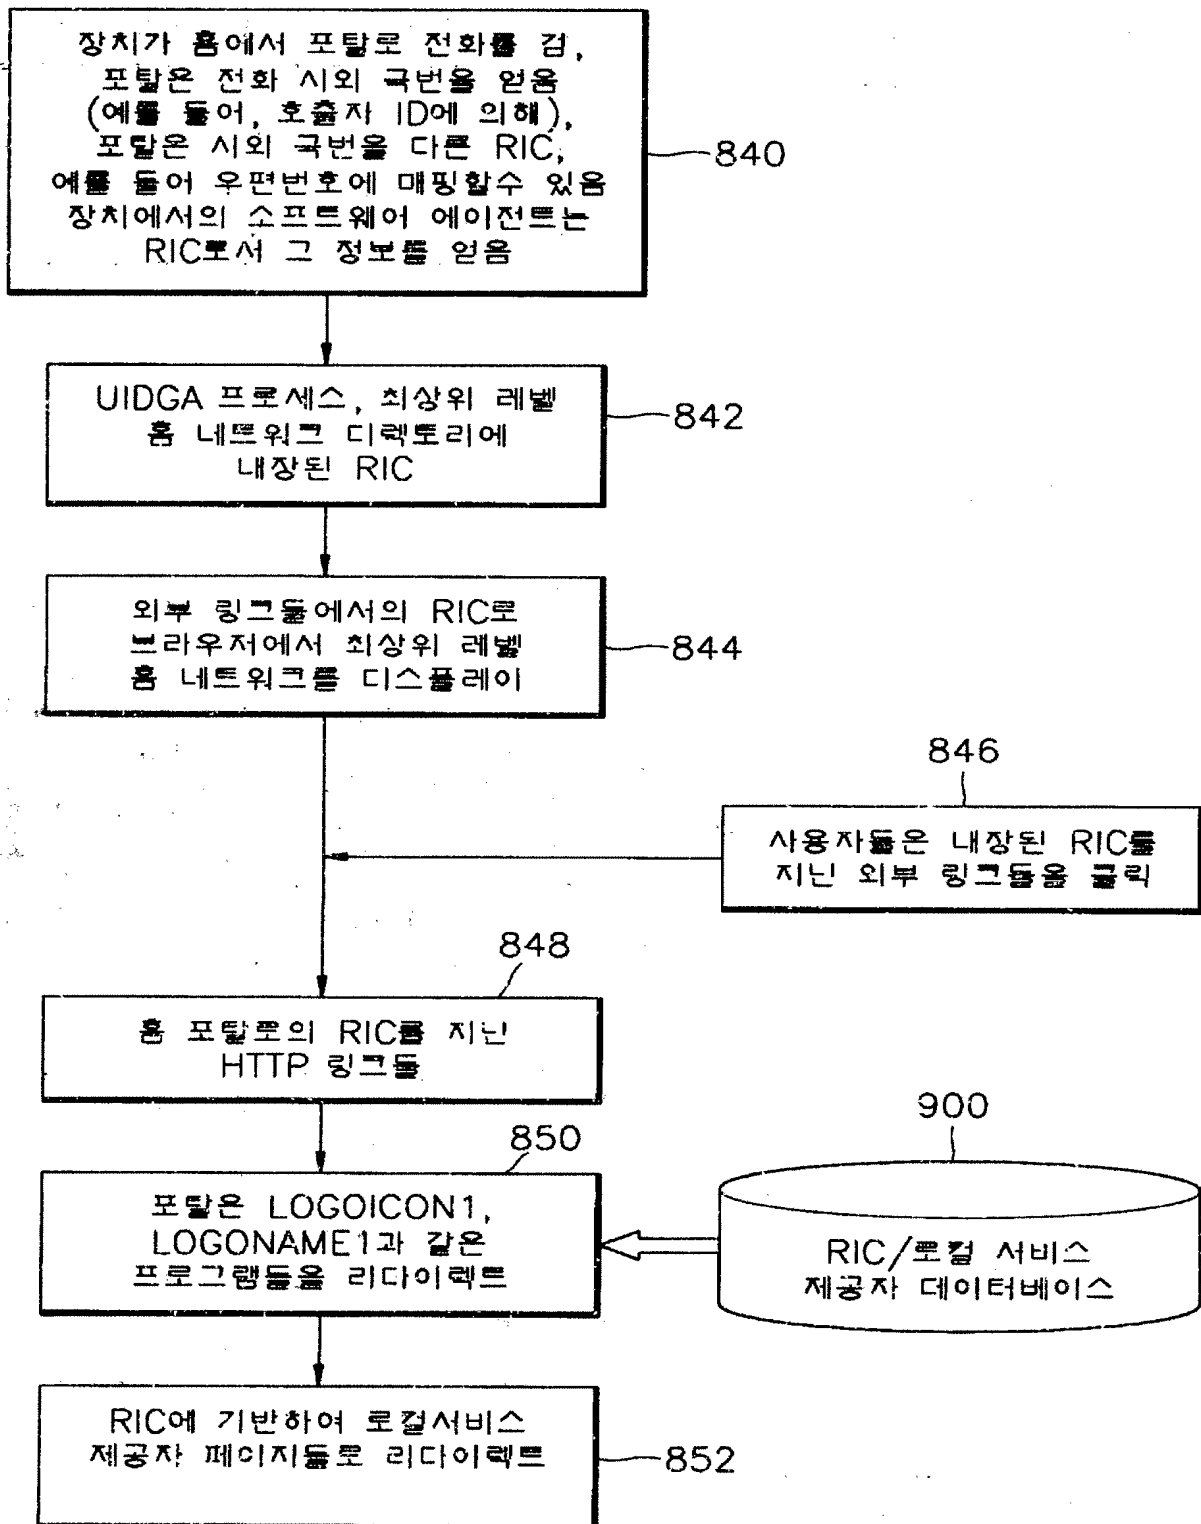 장치가 홈에서 포탈로 전화를 검,
포탈은 전화 시외 국번을 얻음
(예를 들어, 호출자 ID에 의해),
포탈은 시외 국번을 다른 RIC,
예를 들어 우편번호에 매핑할수 있음
장치에서의 소프트웨어 에이전트는
RIC로서 그 정보를 얻음
840
UIDGA 프로세스, 최상위 레벨
홈 네트워크 디렉토리에
내장된 RIC
842
외부 링크들에서의 RIC로
브라우저에서 최상위 레벨
홈 네트워크를 디스플레이
844
846
사용자들은 내장된 RIC를
지닌 외부 링크들을 클릭
848
홈 포탈로의 RIC를 지닌
HTTP 링크들
850
포탈은 LOGOICON1,
LOGONAME1과 같은
프로그램들을 리다이렉트
900
RIC/로컬 서비스
제공자 데이터베이스
RIC에 기반하여 로컬서비스
제공자 페이지들로 리다이렉트
852